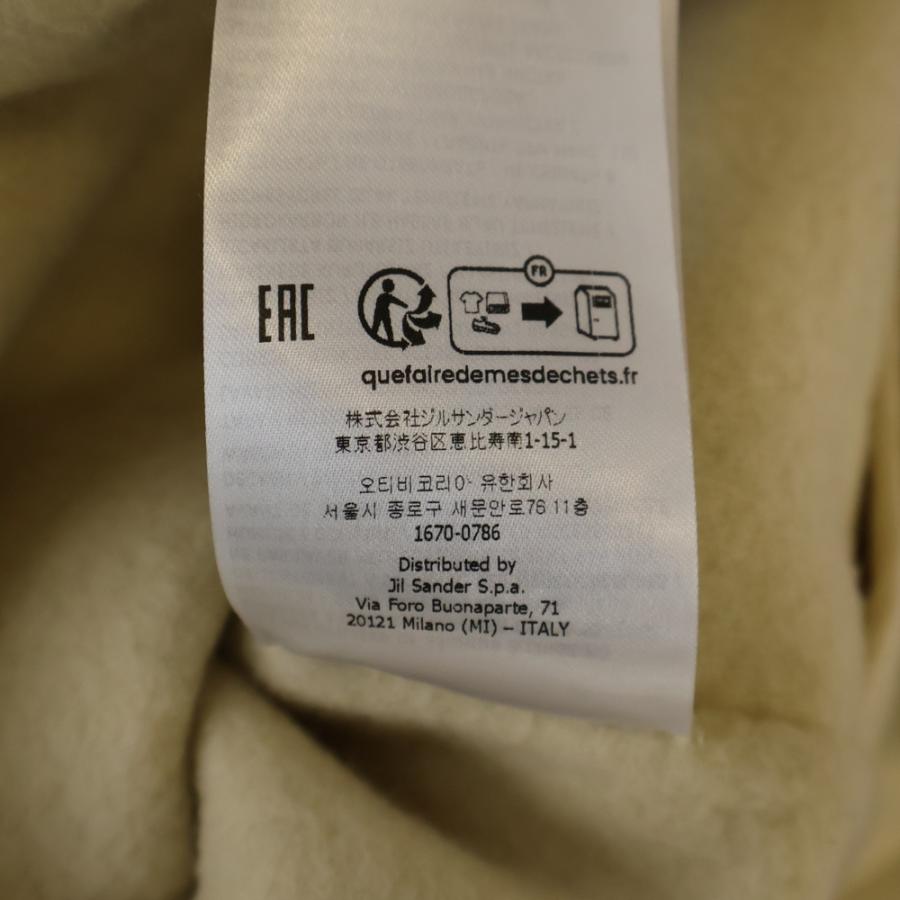 EAC
FR
quefairedemesdechets.fr
株式会社ジルサンダージャパン
東京都渋谷区恵比寿南1-15-1
오티비코리아 유한회사
서울시 종로구 새문안로76 11층
1670-0786
Distributed by
Jil Sander S.p.a.
Via Foro Buonaparte, 71
20121 Milano (MI) – ITALY